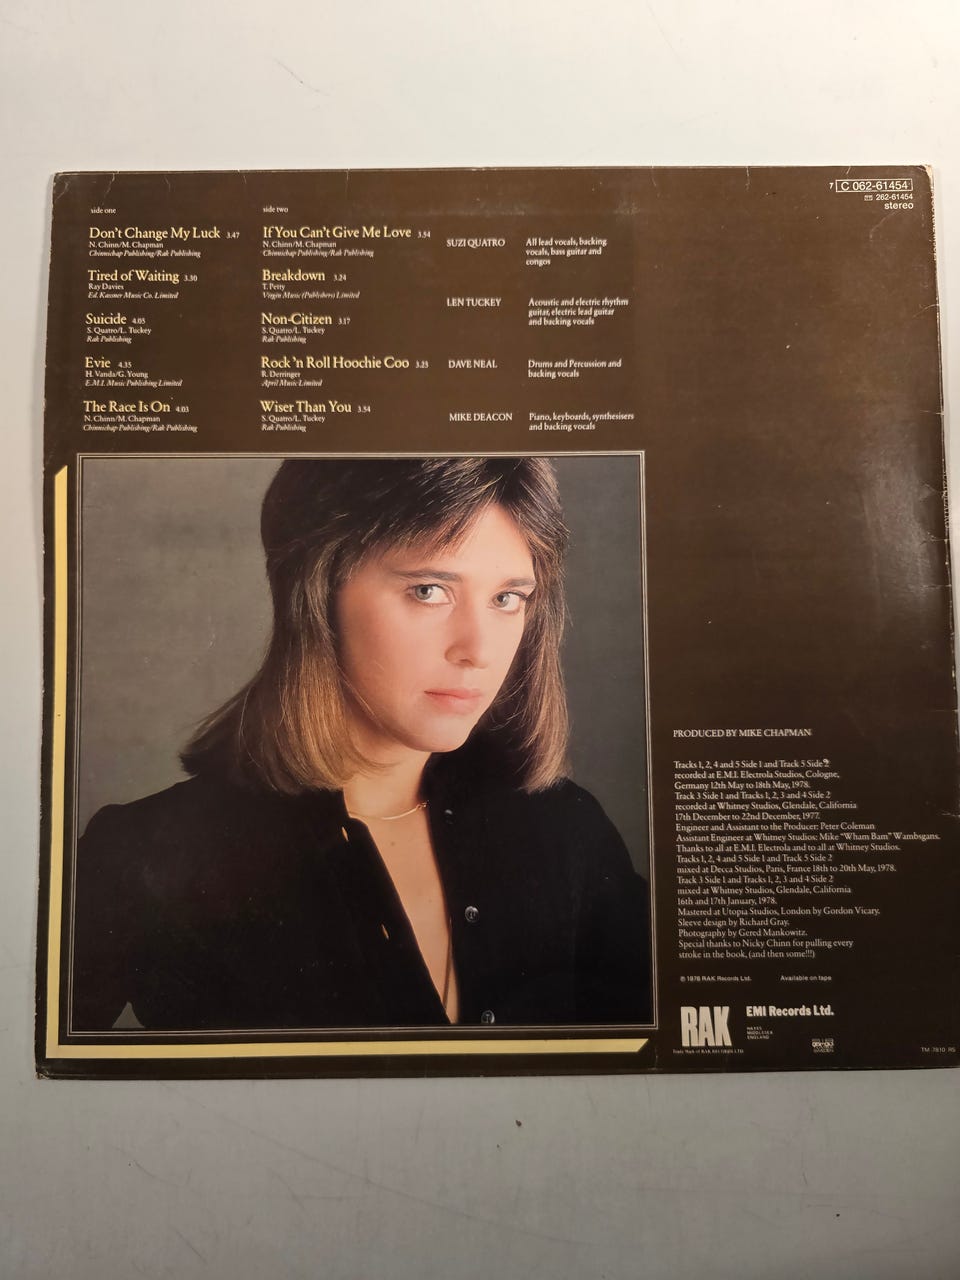 7 C 062-61454
262-61454
stereo
side one
Don't Change My Luck 3.47
N. Chinn/M. Chapman
Chinnichap Publishing/Rak Publishing
Tired of Waiting 3.30
Ray Davies
Ed. Kassner Music Co. Limited
Suicide 4.05
S. Quatro/L. Tuckey
Rak Publishing
Evie 4.35
H. Vanda/G. Young
E.M.I. Music Publishing Limited
The Race Is On 4.03
N. Chinn/M. Chapman
Chinnichap Publishing/Rak Publishing
side two
If You Can't Give Me Love 3.54
N. Chinn/M. Chapman
Chinnichap Publishing/Rak Publishing
Breakdown 3.24
T. Petty
Virgin Music (Publishers) Limited
Non-Citizen 3.17
S. Quatro/L. Tuckey
Rak Publishing
Rock 'n Roll Hoochie Coo 3.23
R. Derringer
April Music Limited
Wiser Than You 3.54
S. Quatro/L. Tuckey
Rak Publishing
SUZI QUATRO
All lead vocals, backing
vocals, bass guitar and
congos
LEN TUCKEY
Acoustic and electric rhythm
guitar, electric lead guitar
and backing vocals
DAVE NEAL
Drums and Percussion and
backing vocals
MIKE DEACON
Piano, keyboards, synthesisers
and backing vocals
PRODUCED BY MIKE CHAPMAN
Tracks 1, 2, 4 and 5 Side 1 and Track 5 Side 2
recorded at E.M.I. Electrola Studios, Cologne,
Germany 12th May to 18th May, 1978.
Track 3 Side 1 and Tracks 1, 2, 3 and 4 Side 2
recorded at Whitney Studios, Glendale, California
17th December to 22nd December, 1977.
Engineer and Assistant to the Producer: Peter Coleman
Assistant Engineer at Whitney Studios: Mike "Wham Bam" Wambsgans.
Thanks to all at E.M.I. Electrola and to all at Whitney Studios.
Tracks 1, 2, 4 and 5 Side 1 and Track 5 Side 2
mixed at Decca Studios, Paris, France 18th to 20th May, 1978.
Track 3 Side 1 and Tracks 1, 2, 3 and 4 Side 2
mixed at Whitney Studios, Glendale, California
16th and 17th January, 1978.
Mastered at Utopia Studios, London by Gordon Vicary.
Sleeve design by Richard Gray.
Photography by Gered Mankowitz.
Special thanks to Nicky Chinn for pulling every
stroke in the book, (and then some!!!)
℗ 1978 RAK Records Ltd. Available on tape
RAK
Trade Mark of RAK RECORDS LTD.
EMI Records Ltd.
HAYES
MIDDLESEX
ENGLAND
SWEDEN
TM 7810 RS